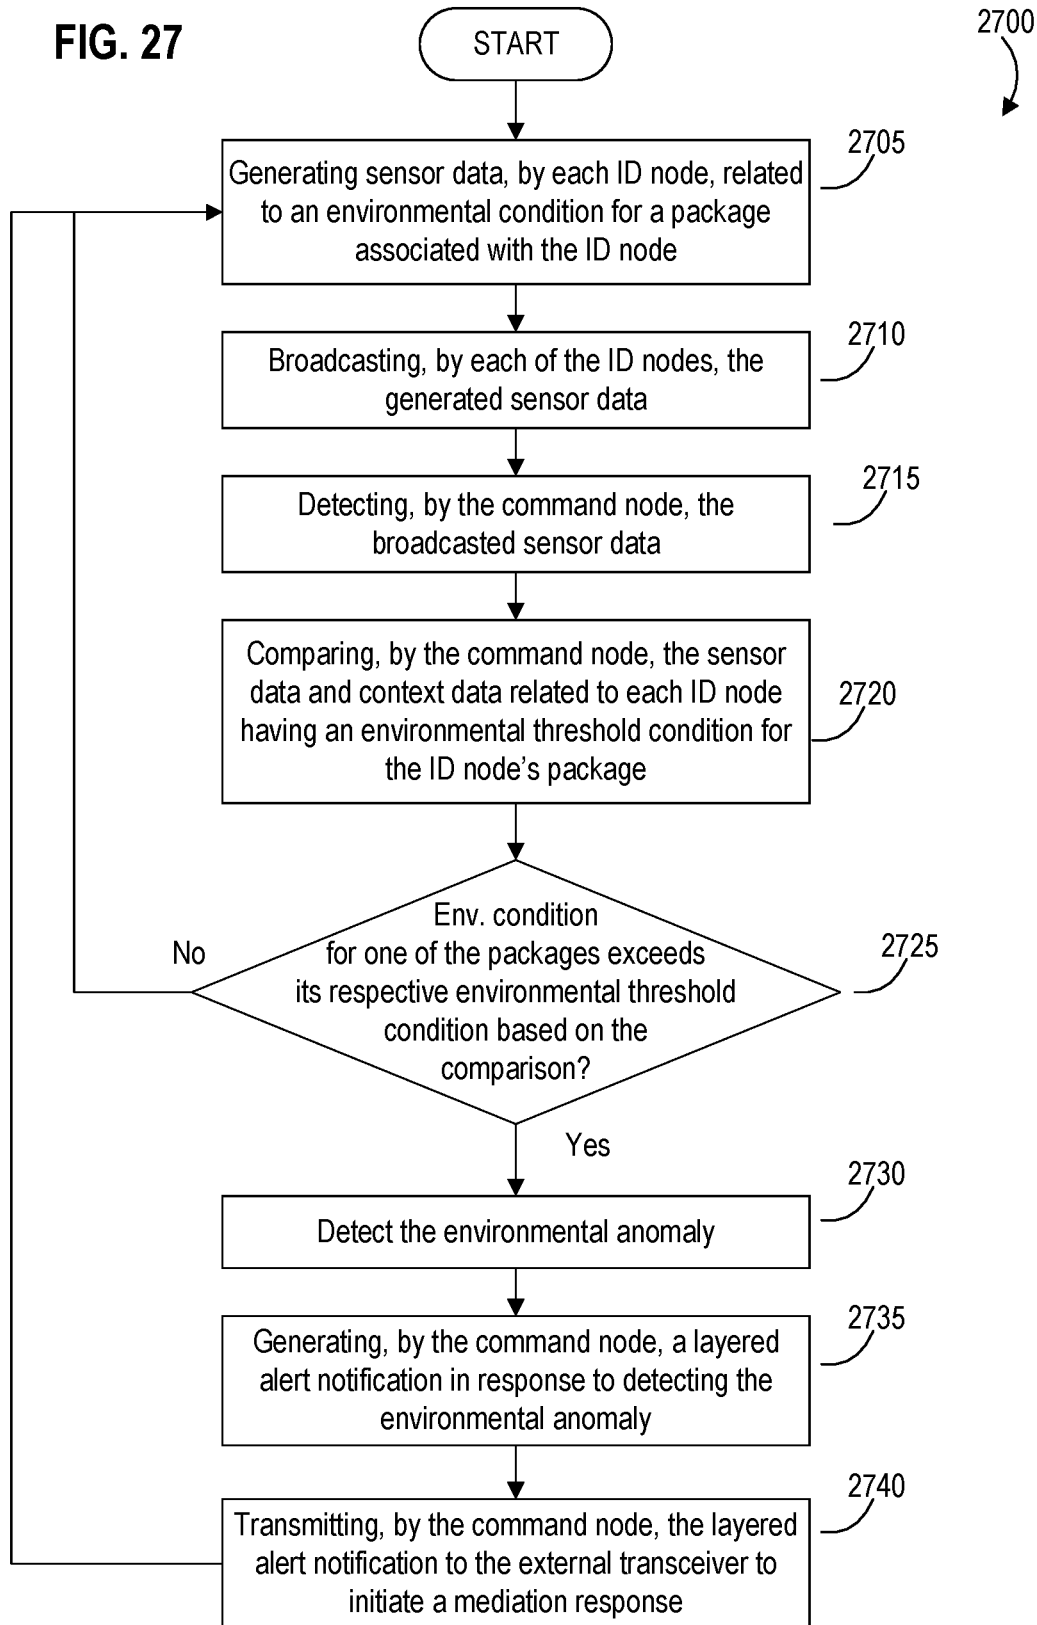 FIG. 27
START
2700
2705
Generating sensor data, by each ID node, related
to an environmental condition for a package
associated with the ID node
2710
Broadcasting, by each of the ID nodes, the
generated sensor data
2715
Detecting, by the command node, the
broadcasted sensor data
Comparing, by the command node, the sensor
data and context data related to each ID node
having an environmental threshold condition for
the ID node's package
2720
Env. condition
for one of the packages exceeds
its respective environmental threshold
condition based on the
comparison?
No
2725
Yes
2730
Detect the environmental anomaly
2735
Generating, by the command node, a layered
alert notification in response to detecting the
environmental anomaly
2740
Transmitting, by the command node, the layered
alert notification to the external transceiver to
initiate a mediation response